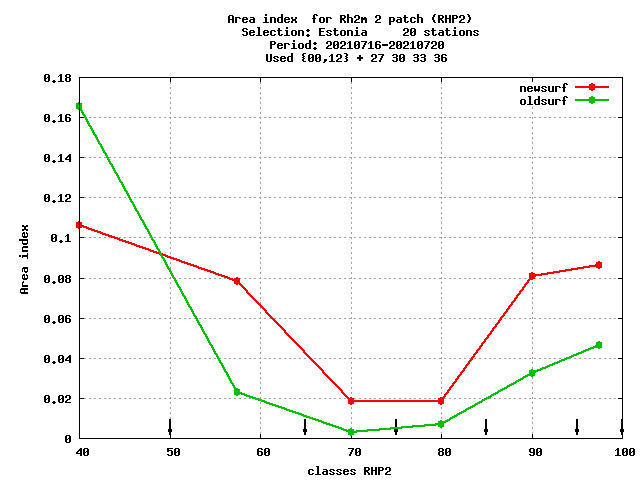 Area index  for Rh2m 2 patch (RHP2)
Selection: Estonia     20 stations
Period: 20210716-20210720
Used {00,12} + 27 30 33 36
newsurf
oldsurf
0.18
0.16
0.14
0.12
0.1
0.08
0.06
0.04
0.02
0
Area index
40 50 60 70 80 90 100
classes RHP2